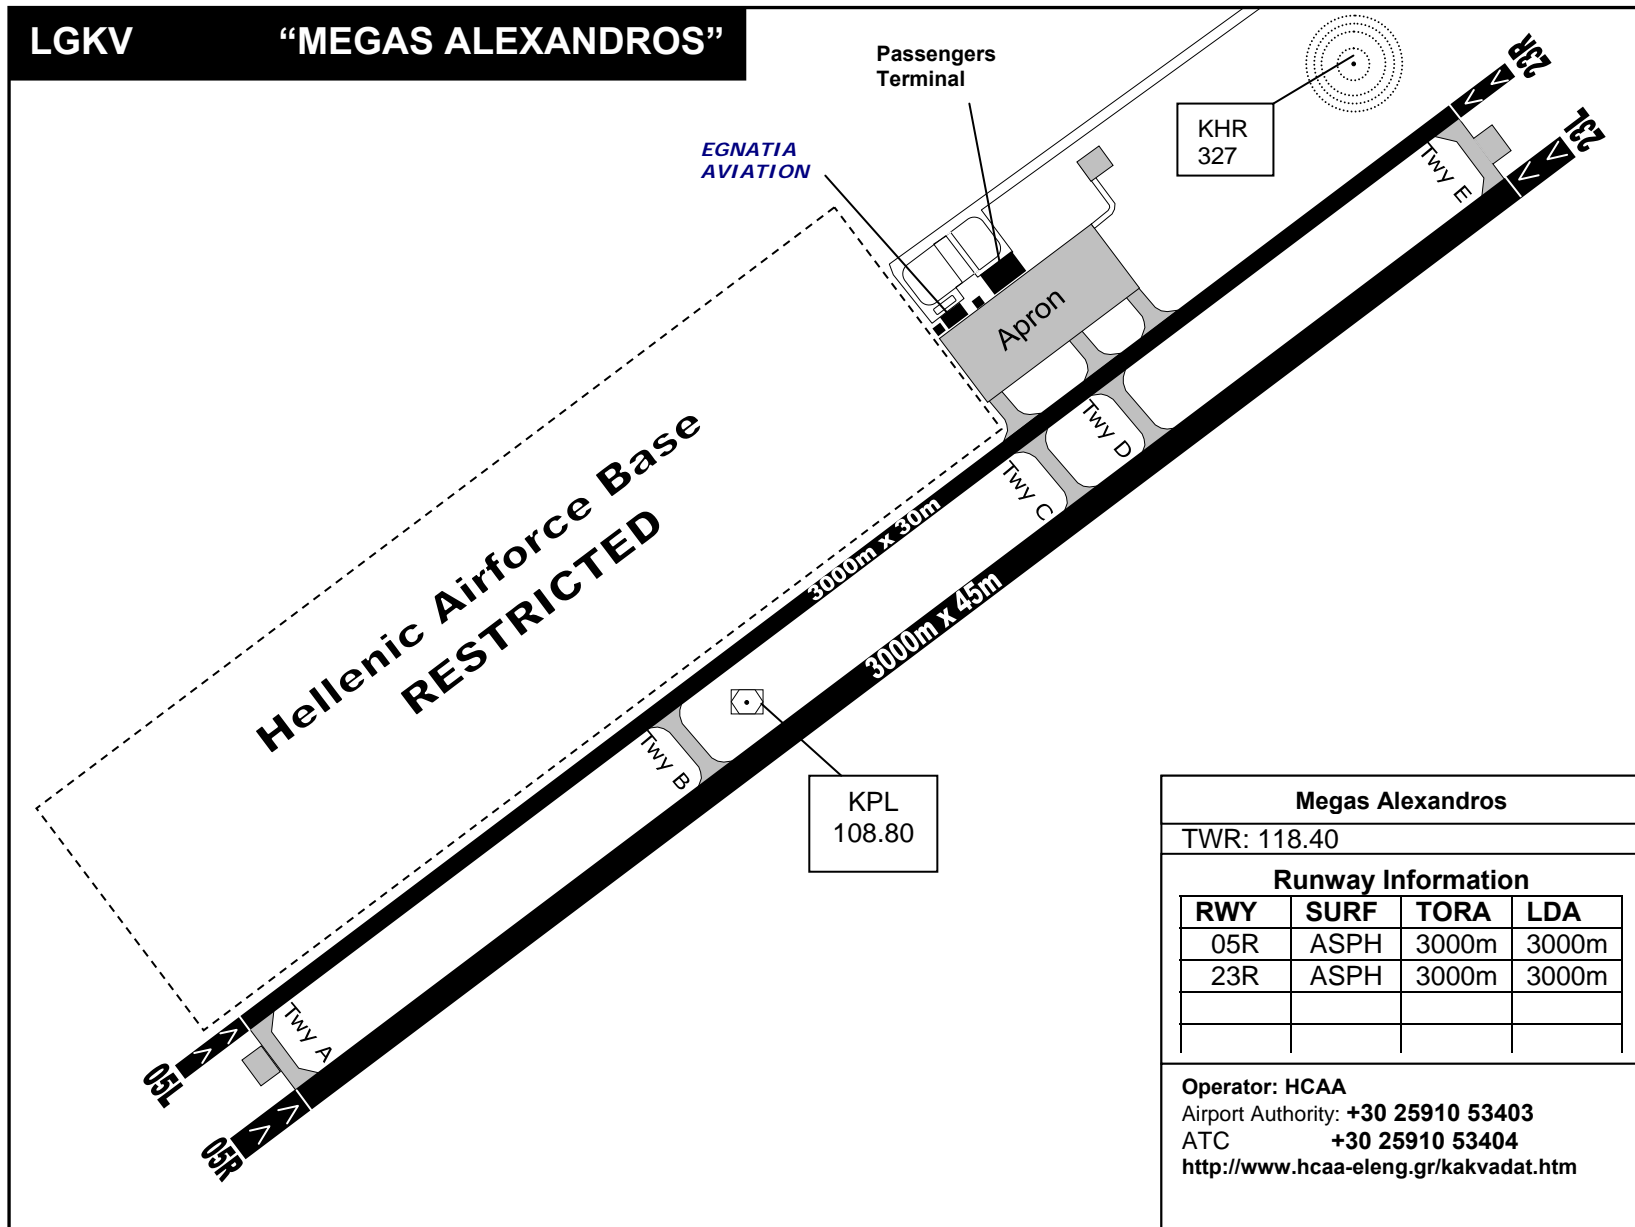 LGKV “MEGAS ALEXANDROS”
Passengers
Terminal
EGNATIA
AVIATION
KHR
327
23R
23L
Twy E
Apron
Twy D
Twy C
Hellenic Airforce Base
RESTRICTED
3000m x 30m
3000m x 45m
Twy B
KPL
108.80
Twy A
05L
05R
Megas Alexandros
TWR: 118.40
Runway Information
RWY SURF TORA LDA
05R ASPH 3000m 3000m
23R ASPH 3000m 3000m
Operator: HCAA
Airport Authority: +30 25910 53403
ATC +30 25910 53404
http://www.hcaa-eleng.gr/kakvadat.htm